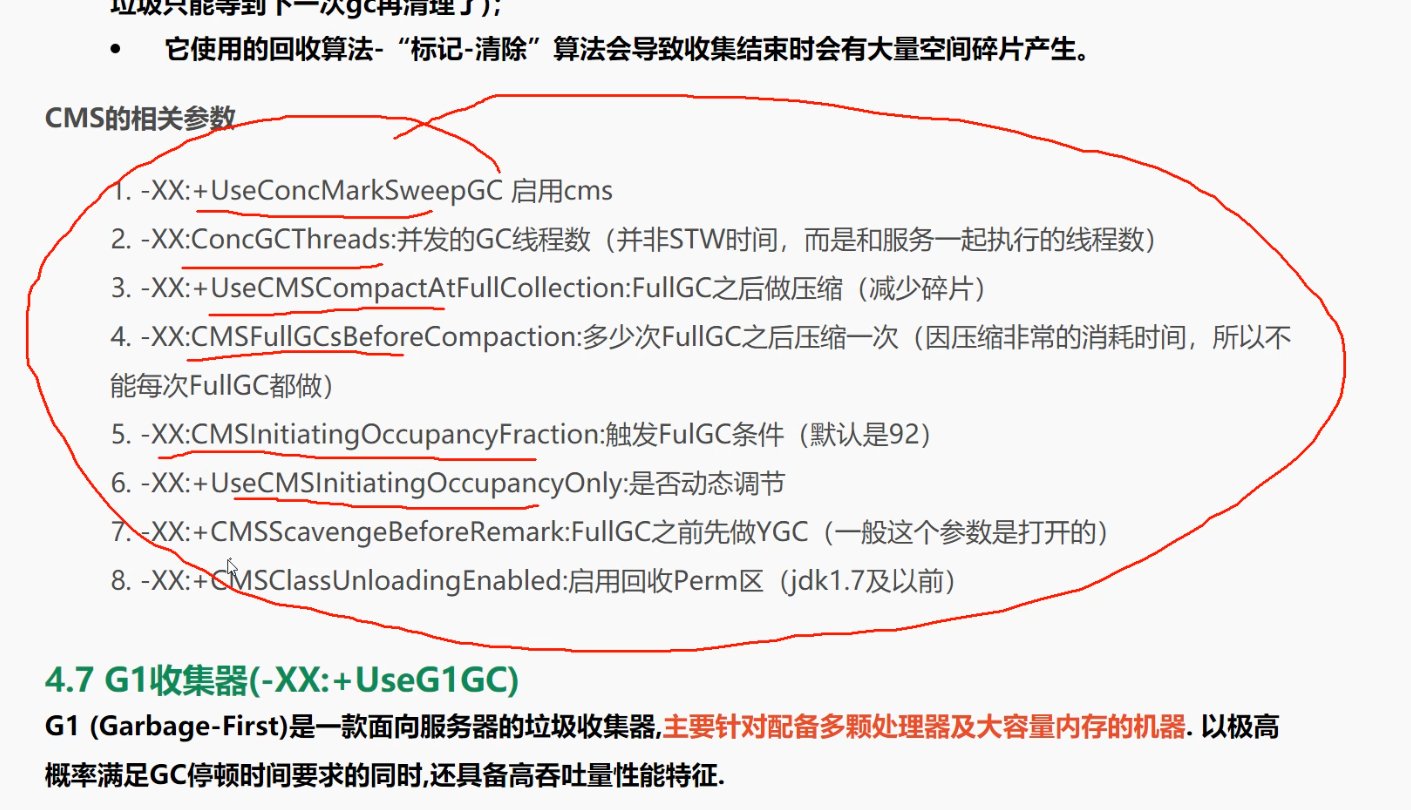 垃圾只能等到下一次gc再清理了);
• 它使用的回收算法-“标记-清除”算法会导致收集结束时会有大量空间碎片产生。
CMS的相关参数
1. -XX:+UseConcMarkSweepGC 启用cms
2. -XX:ConcGCThreads:并发的GC线程数（并非STW时间，而是和服务一起执行的线程数）
3. -XX:+UseCMSCompactAtFullCollection:FullGC之后做压缩（减少碎片）
4. -XX:CMSFullGCsBeforeCompaction:多少次FullGC之后压缩一次（因压缩非常的消耗时间，所以不
能每次FullGC都做）
5. -XX:CMSInitiatingOccupancyFraction:触发FulGC条件（默认是92）
6. -XX:+UseCMSInitiatingOccupancyOnly:是否动态调节
7. -XX:+CMSScavengeBeforeRemark:FullGC之前先做YGC（一般这个参数是打开的）
8. -XX:+CMSClassUnloadingEnabled:启用回收Perm区（jdk1.7及以前）
4.7 G1收集器(-XX:+UseG1GC)
G1 (Garbage-First)是一款面向服务器的垃圾收集器,主要针对配备多颗处理器及大容量内存的机器. 以极高
概率满足GC停顿时间要求的同时,还具备高吞吐量性能特征.